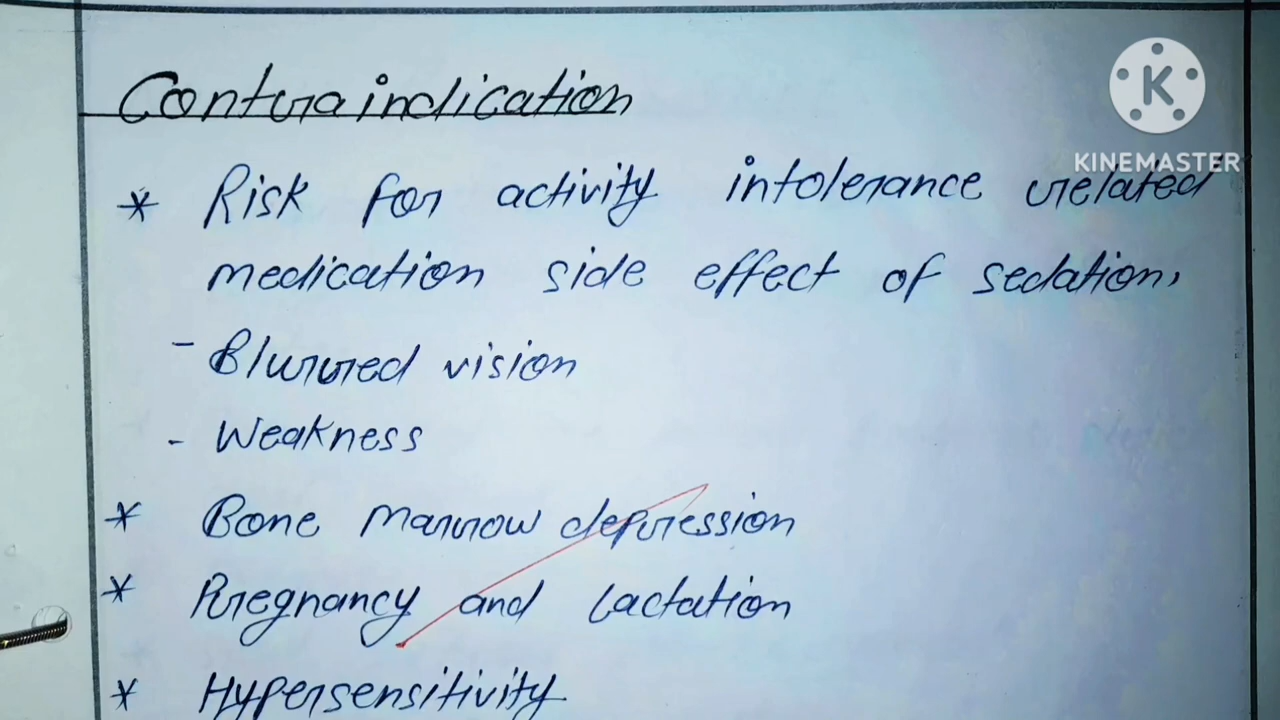 Contraindication
K
KINEMASTER
* Risk for activity intolerance related
medication side effect of sedation,
- Blurred vision
- Weakness
* Bone Marrow depression
* Pregnancy and Lactation
* Hypersensitivity